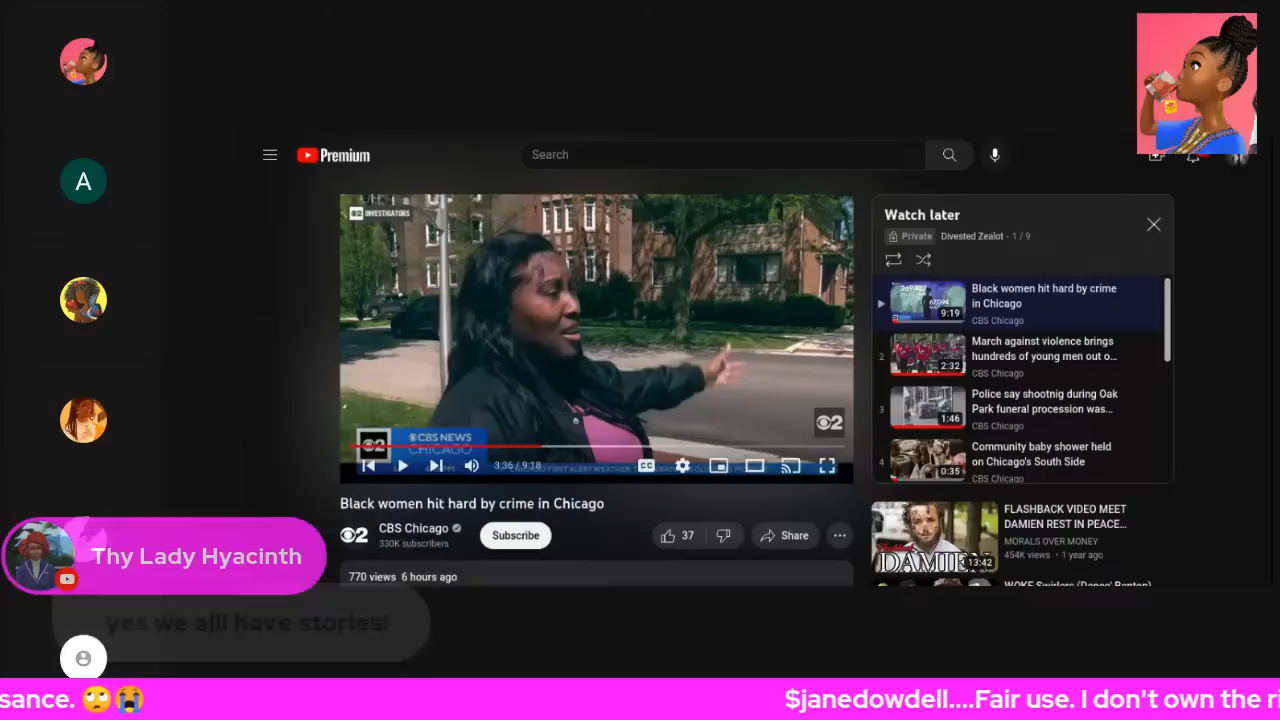 Premium
Search
A
2 INVESTIGATORS
CBS NEWS
CHICAGO
3:36 / 9:18
CC
Watch later
Private Divested Zealot - 1 / 9
Black women hit hard by crime
in Chicago
CBS Chicago
9:19
2
March against violence brings
hundreds of young men out o...
CBS Chicago
2:32
3
Police say shootnig during Oak
Park funeral procession was...
CBS Chicago
1:46
4
Community baby shower held
on Chicago's South Side
CBS Chicago
0:35
Black women hit hard by crime in Chicago
CBS Chicago
330K subscribers
Subscribe
37
Share
770 views 6 hours ago
FLASHBACK VIDEO MEET
DAMIEN REST IN PEACE...
MORALS OVER MONEY
454K views • 1 year ago
DAMIEN
13:42
Thy Lady Hyacinth
yes we alll have stories!
sance. 🙄😭
$janedowdell....Fair use. I don't own the ri